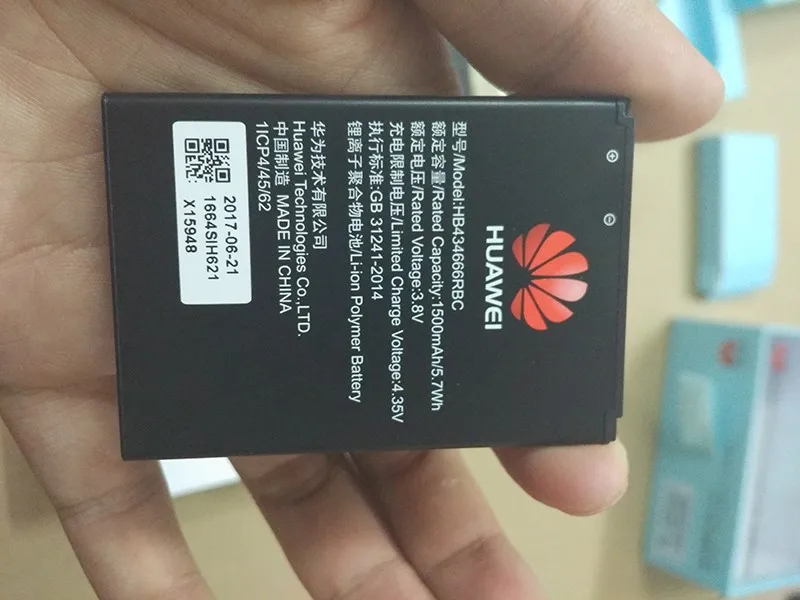 HUAWEI
型号/Model:HB434666RBC
额定容量/Rated Capacity:1500mAh/5.7Wh
额定电压/Rated Voltage:3.8V
充电限制电压/Limited Charge Voltage:4.35V
执行标准:GB 31241-2014
锂离子聚合物电池/Li-ion Polymer Battery
华为技术有限公司
Huawei Technologies Co.,LTD.
中国制造 MADE IN CHINA
1ICP4/45/62
2017-06-21
1664SIH621
X15948